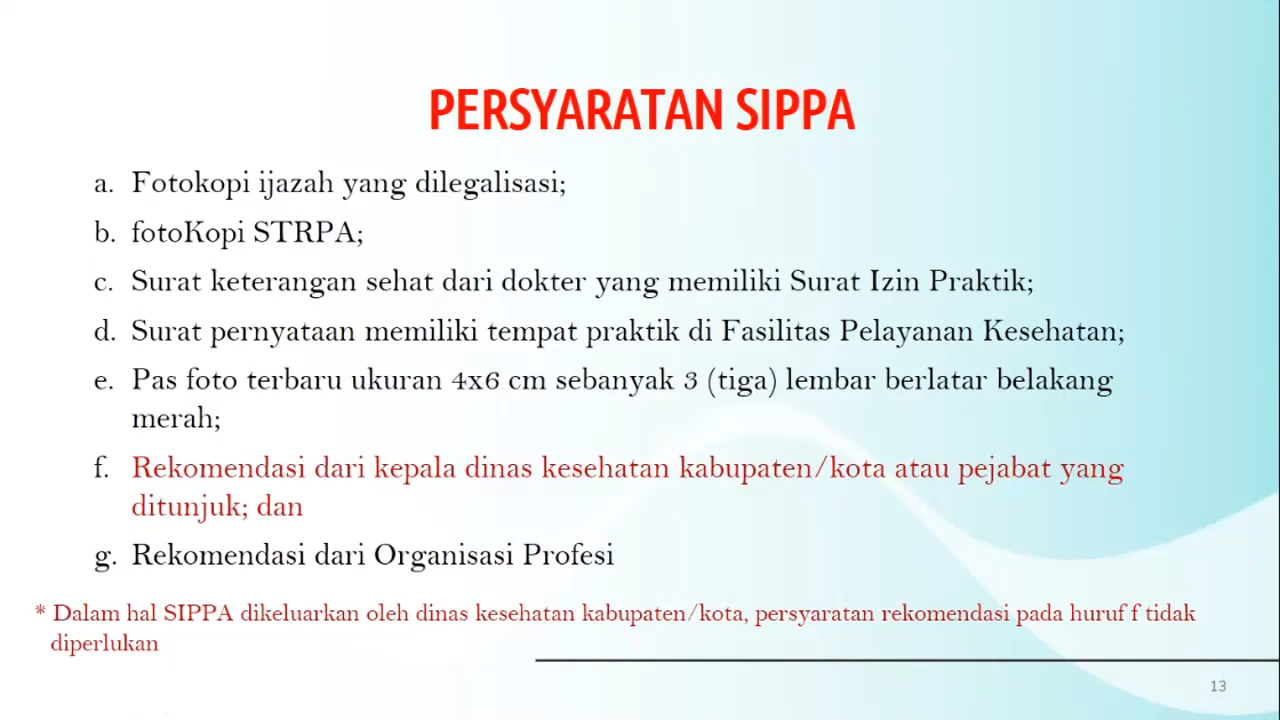 PERSYARATAN SIPPA
a. Fotokopi ijazah yang dilegalisasi;
b. fotoKopi STRPA;
c. Surat keterangan sehat dari dokter yang memiliki Surat Izin Praktik;
d. Surat pernyataan memiliki tempat praktik di Fasilitas Pelayanan Kesehatan;
e. Pas foto terbaru ukuran 4x6 cm sebanyak 3 (tiga) lembar berlatar belakang
merah;
f. Rekomendasi dari kepala dinas kesehatan kabupaten/kota atau pejabat yang
ditunjuk; dan
g. Rekomendasi dari Organisasi Profesi
* Dalam hal SIPPA dikeluarkan oleh dinas kesehatan kabupaten/kota, persyaratan rekomendasi pada huruf f tidak
diperlukan
13